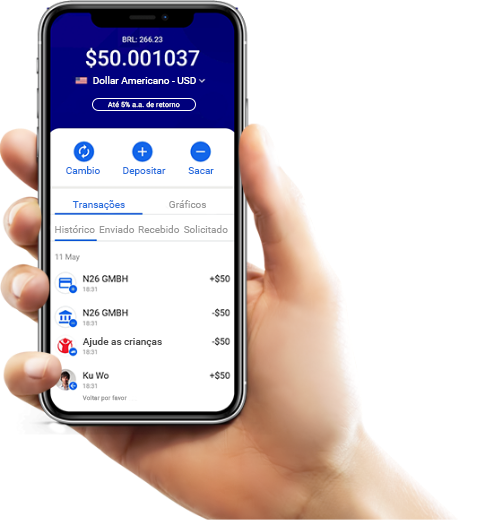 BRL: 266.23
$50.001037
Dollar Americano - USD
Até 5% a.a. de retorno
Cambio Depositar Sacar
Transações Gráficos
Histórico Enviado Recebido Solicitado
11 May
N26 GMBH +$50
18:31
N26 GMBH -$50
18:31
Ajude as crianças -$50
18:31
Ku Wo +$50
18:31
Voltar por favor